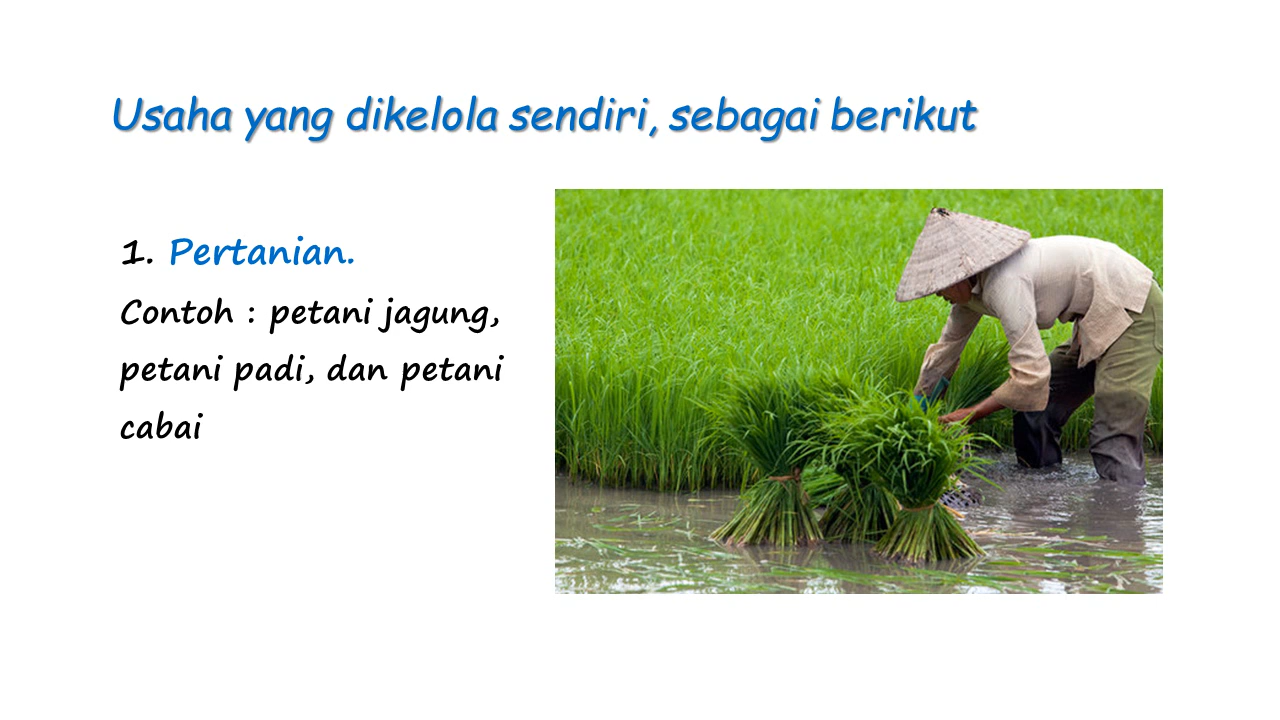 Usaha yang dikelola sendiri, sebagai berikut
1. Pertanian.
Contoh : petani jagung,
petani padi, dan petani
cabai